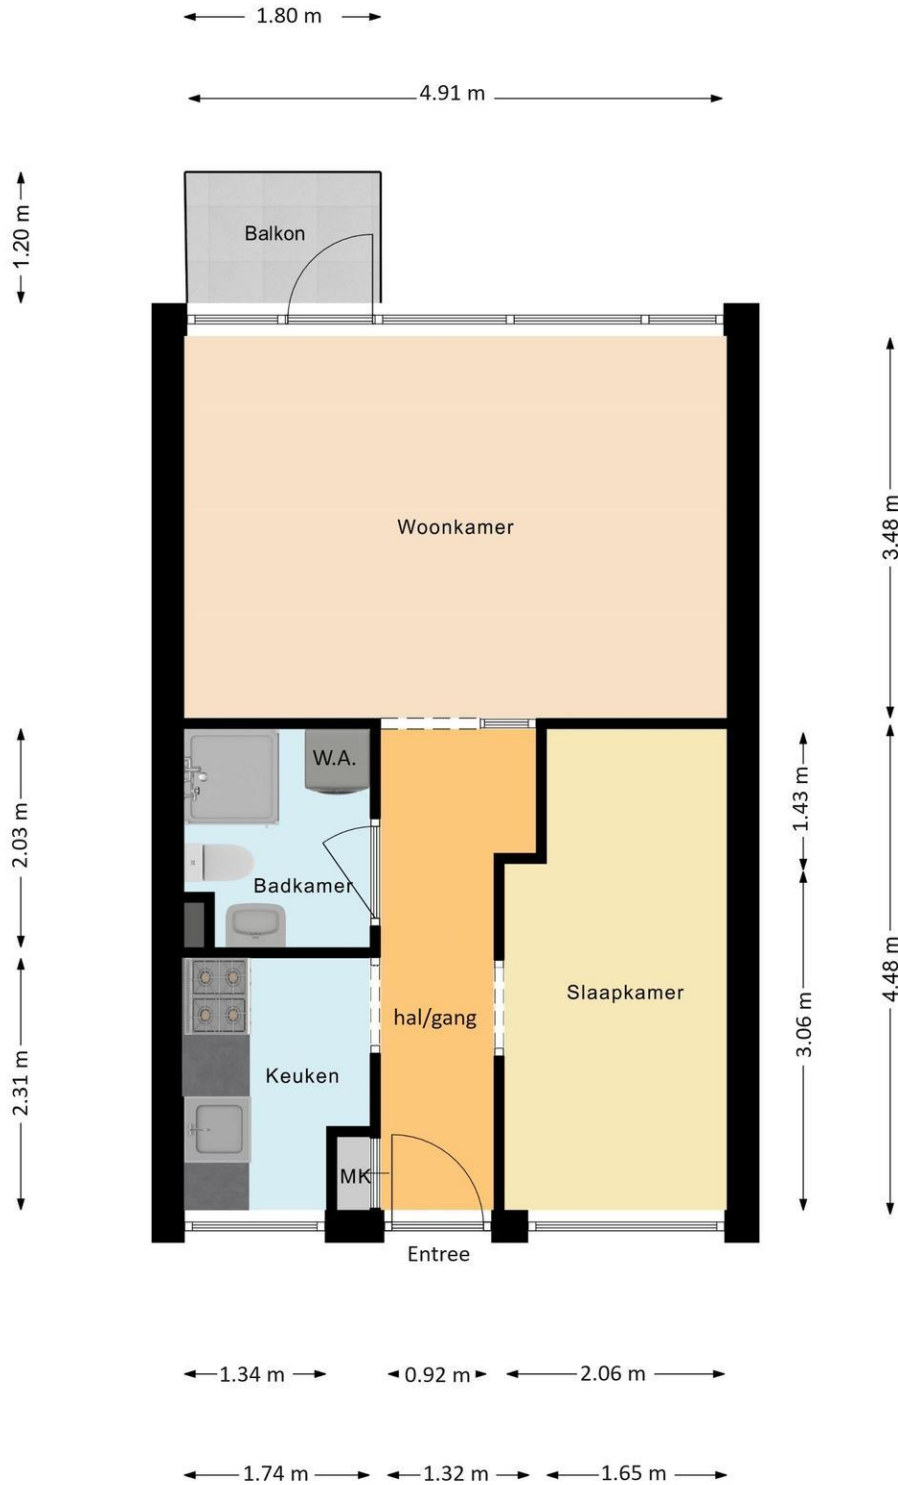 1.80 m
4.91 m
1.20 m
Balkon
Woonkamer
3.48 m
W.A.
1.43 m
2.03 m
Badkamer
4.48 m
Slaapkamer
hal/gang
3.06 m
Keuken
2.31 m
MK
Entree
1.34 m
0.92 m
2.06 m
1.74 m
1.32 m
1.65 m